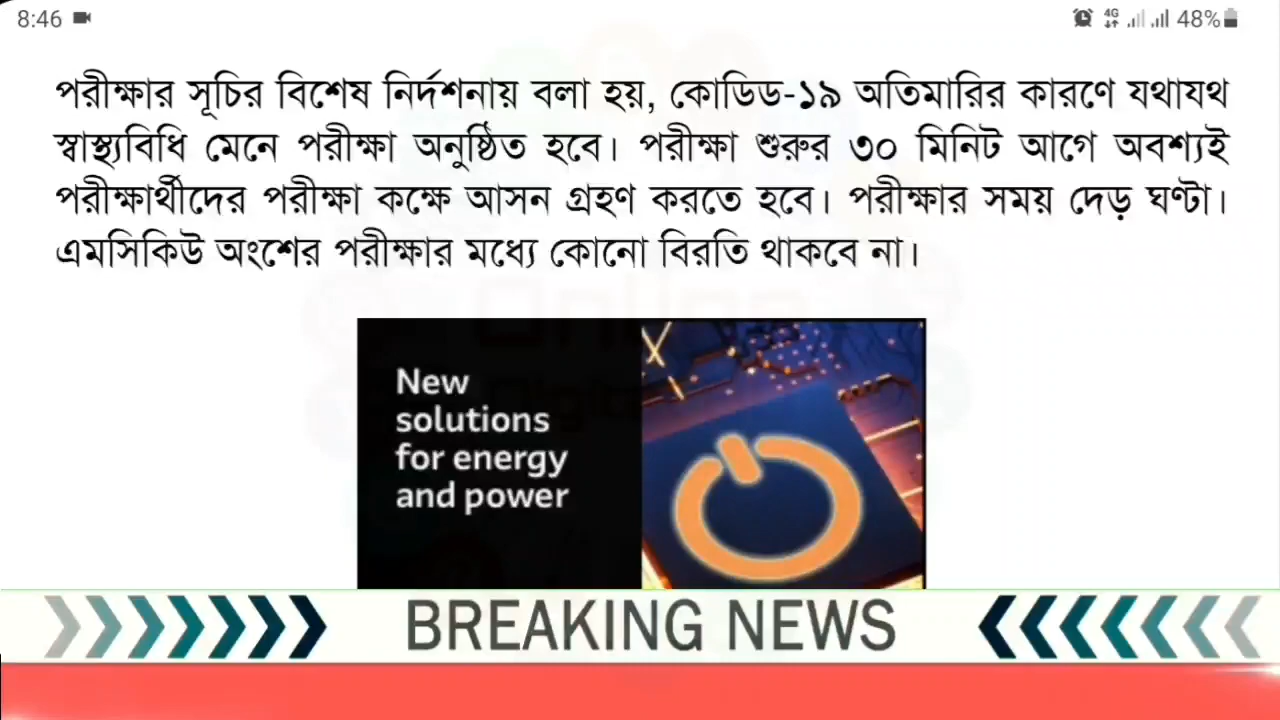 8:46
4G
48%
পরীক্ষার সূচির বিশেষ নির্দশনায় বলা হয়, কোডিড-১৯ অতিমারির কারণে যথাযথ
স্বাস্থ্যবিধি মেনে পরীক্ষা অনুষ্ঠিত হবে। পরীক্ষা শুরুর ৩০ মিনিট আগে অবশ্যই
পরীক্ষার্থীদের পরীক্ষা কক্ষে আসন গ্রহণ করতে হবে। পরীক্ষার সময় দেড় ঘণ্টা।
এমসিকিউ অংশের পরীক্ষার মধ্যে কোনো বিরতি থাকবে না।
New
solutions
for energy
and power
BREAKING NEWS